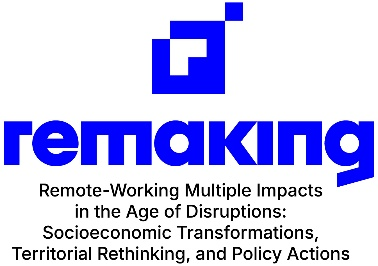 remaking
Remote-Working Multiple Impacts
in the Age of Disruptions:
Socioeconomic Transformations,
Territorial Rethinking, and Policy Actions